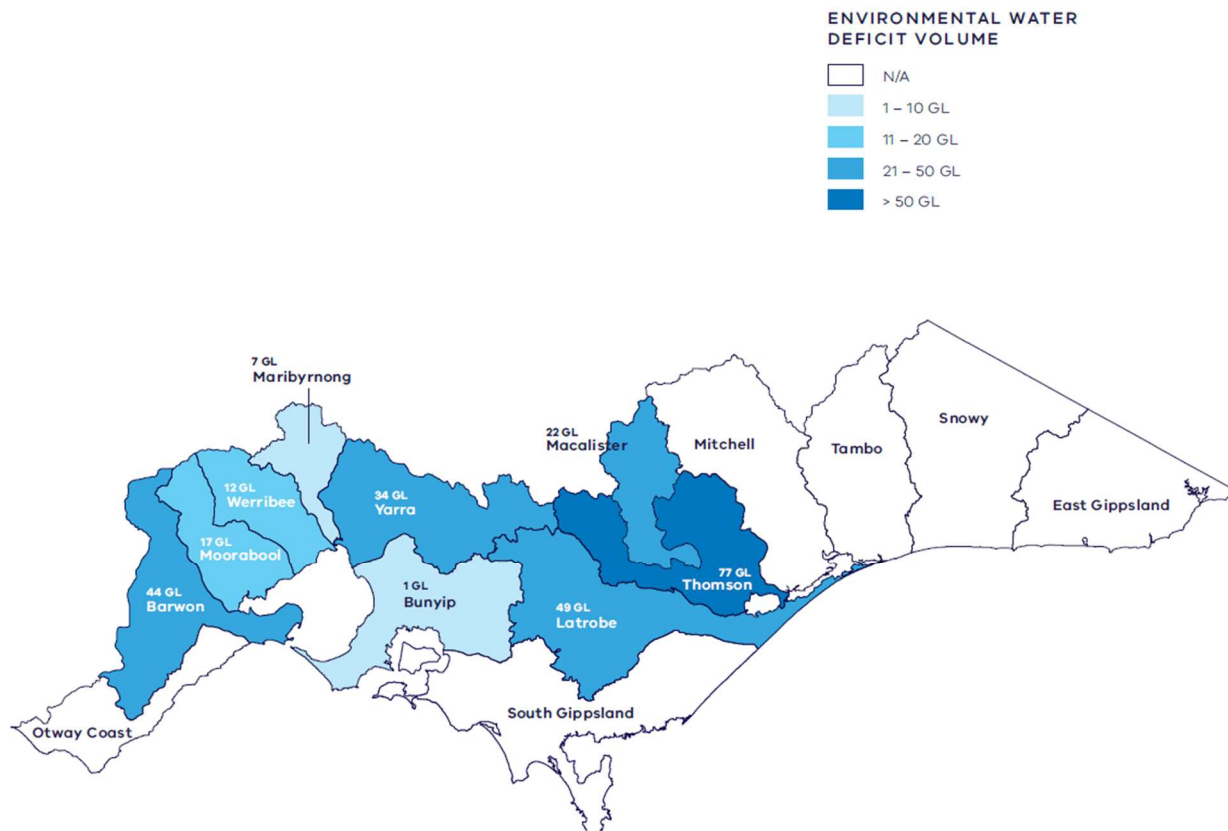 ENVIRONMENTAL WATER
DEFICIT VOLUME
N/A
1 – 10 GL
11 – 20 GL
21 – 50 GL
> 50 GL
7 GL
Maribyrnong
22 GL
Macalister
Mitchell
Tambo
Snowy
East Gippsland
12 GL
Werribee
34 GL
Yarra
17 GL
Moorabool
77 GL
Thomson
44 GL
Barwon
1 GL
Bunyip
49 GL
Latrobe
South Gippsland
Otway Coast